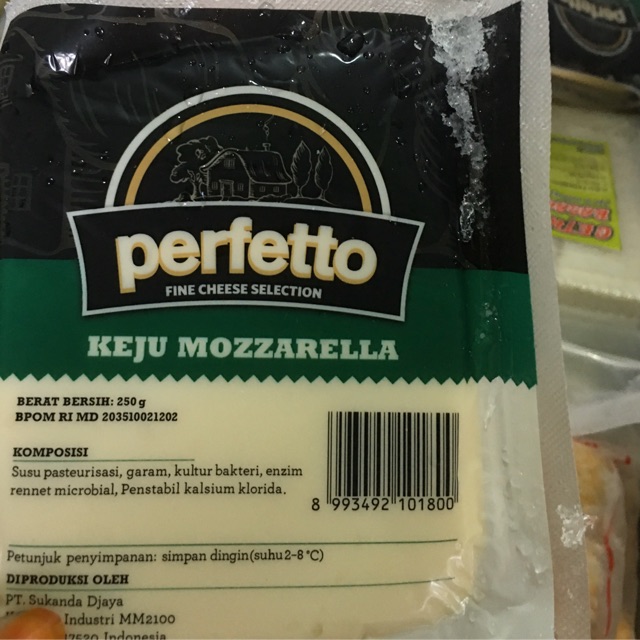 perfetto
FINE CHEESE SELECTION
KEJU MOZZARELLA
BERAT BERSIH: 250 g
BPOM RI MD 203510021202
KOMPOSISI
Susu pasteurisasi, garam, kultur bakteri, enzim
rennet microbial, Penstabil kalsium klorida.
8 993492 101800
Petunjuk penyimpanan: simpan dingin(suhu 2-8 °C)
DIPRODUKSI OLEH
PT. Sukanda Djaya
Industri MM2100
17520 Indonesia
perfetto